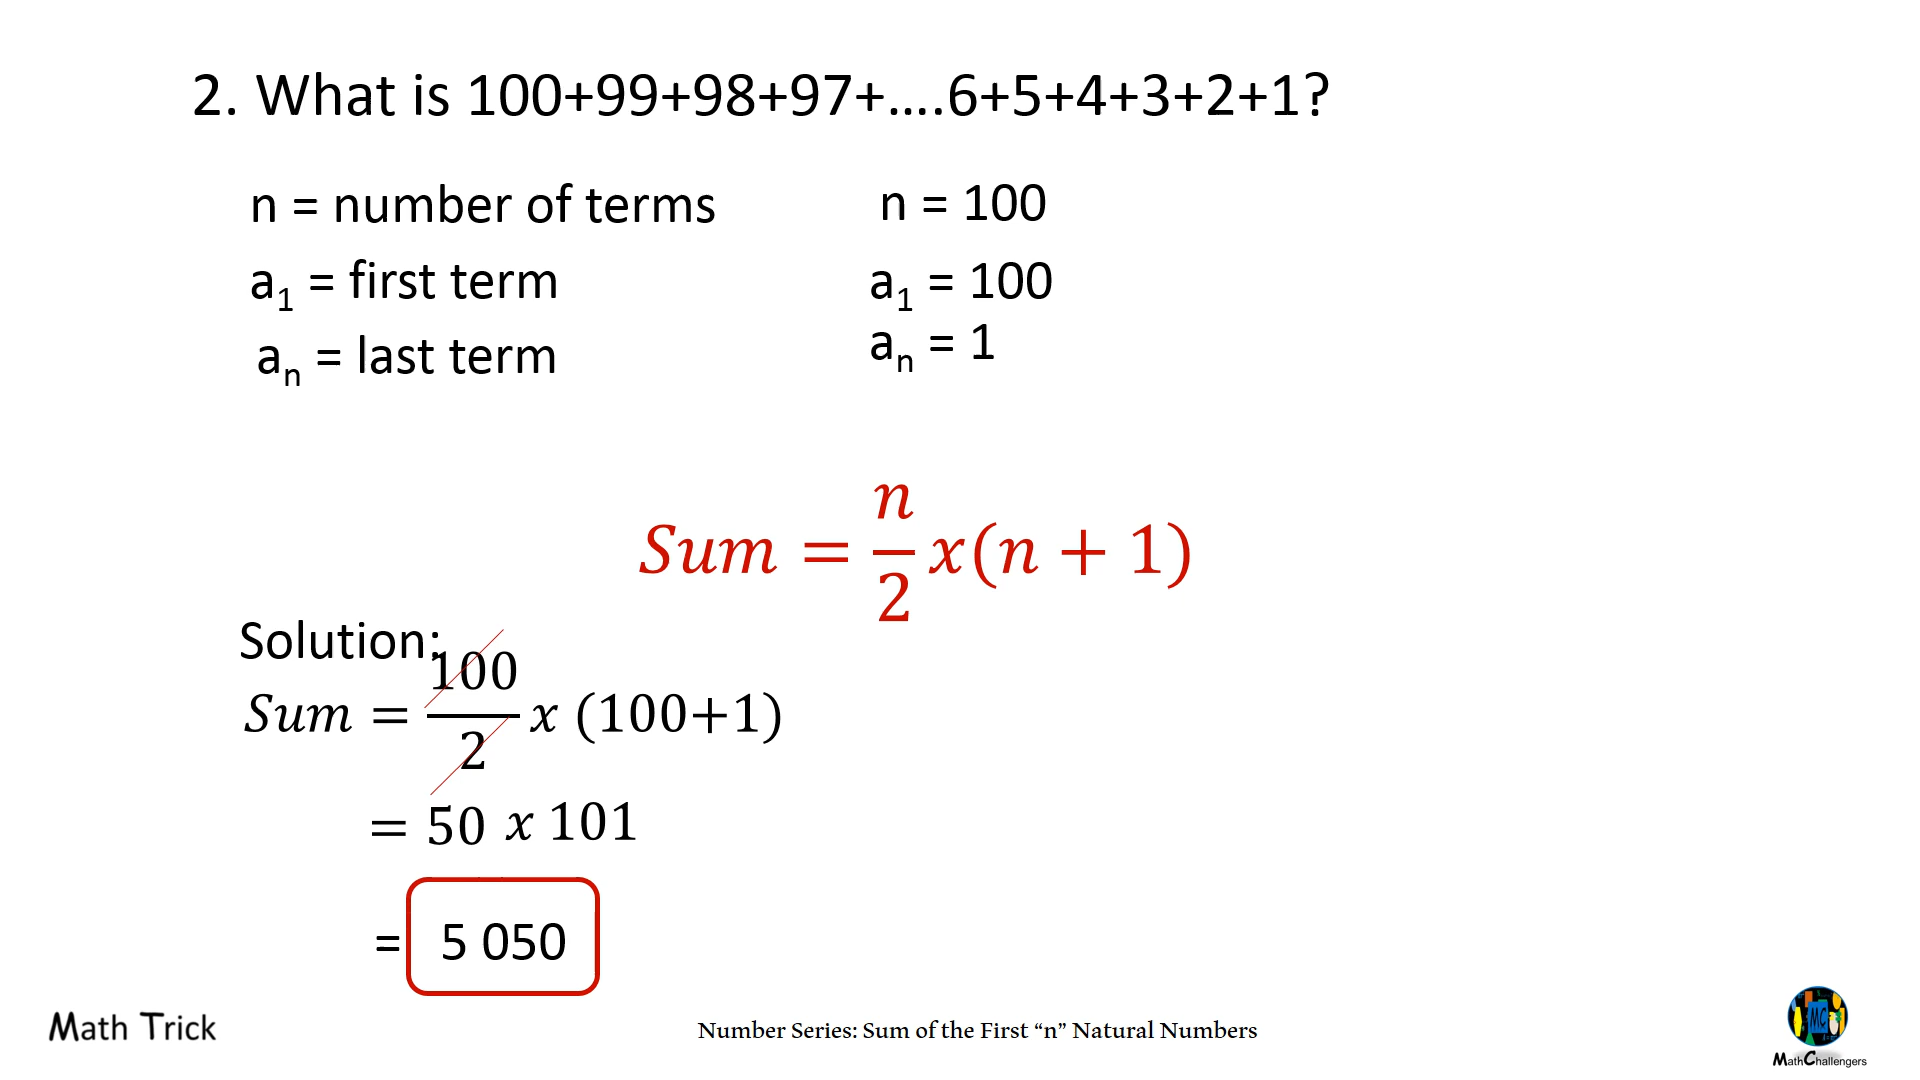 2. What is 100+99+98+97+....6+5+4+3+2+1?
n = number of terms
n = 100
a₁ = first term
a₁ = 100
aₙ = last term
aₙ = 1
Sum = n/2 x(n + 1)
Solution:
Sum = 100/2 x (100+1)
= 50 x 101
= 5 050
Math Trick
Number Series: Sum of the First “n” Natural Numbers
MC
MathChallengers